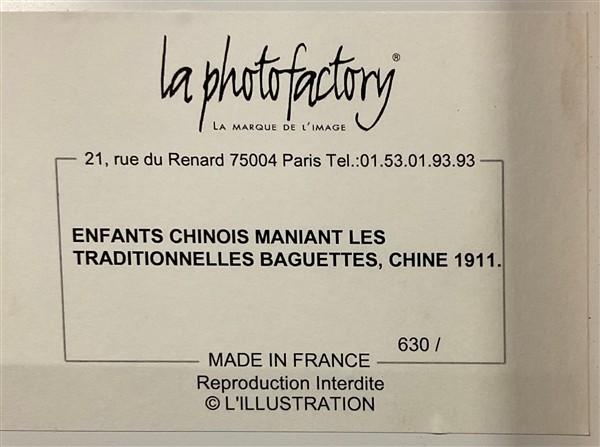 la photofactory®
LA MARQUE DE L'IMAGE
21, rue du Renard 75004 Paris Tel.:01.53.01.93.93
ENFANTS CHINOIS MANIANT LES
TRADITIONNELLES BAGUETTES, CHINE 1911.
630 /
MADE IN FRANCE
Reproduction Interdite
© L'ILLUSTRATION